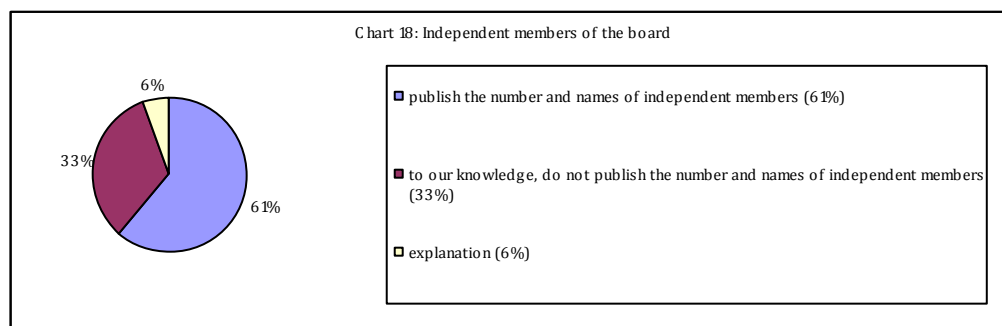 Chart 18: Independent members of the board
6%
33%
61%
publish the number and names of independent members (61%)
to our knowledge, do not publish the number and names of independent members
(33%)
explanation (6%)